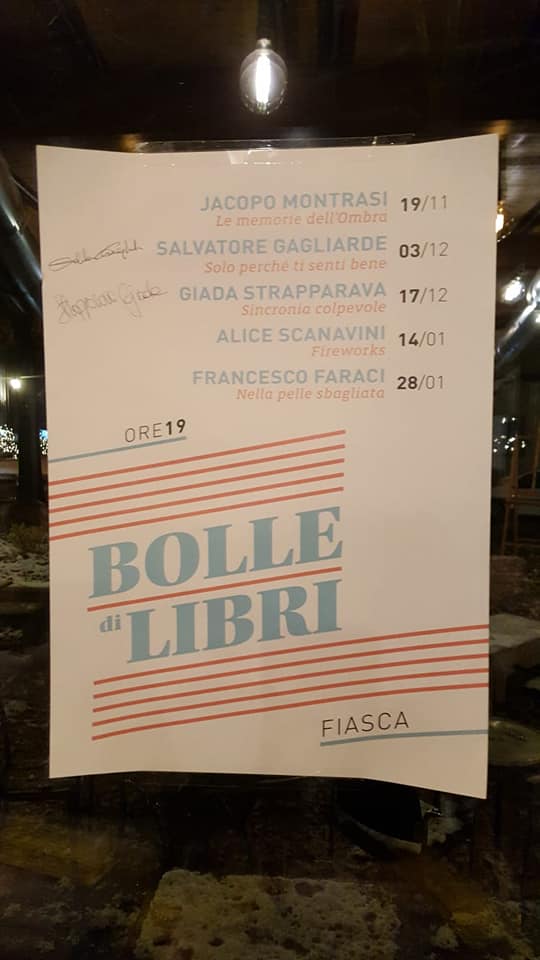 JACOPO MONTRASI 19/11
Le memorie dell'Ombra
SALVATORE GAGLIARDE 03/12
Solo perché ti senti bene
GIADA STRAPPARAVA 17/12
Sincronia colpevole
ALICE SCANAVINI 14/01
Fireworks
FRANCESCO FARACI 28/01
Nella pelle sbagliata
ORE19
BOLLE
di LIBRI
FIASCA